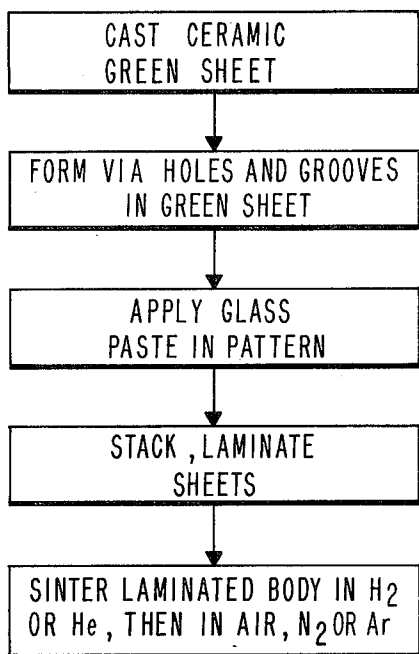 CAST CERAMIC
GREEN SHEET
FORM VIA HOLES AND GROOVES
IN GREEN SHEET
APPLY GLASS
PASTE IN PATTERN
STACK, LAMINATE
SHEETS
SINTER LAMINATED BODY IN H2
OR He, THEN IN AIR, N2 OR Ar